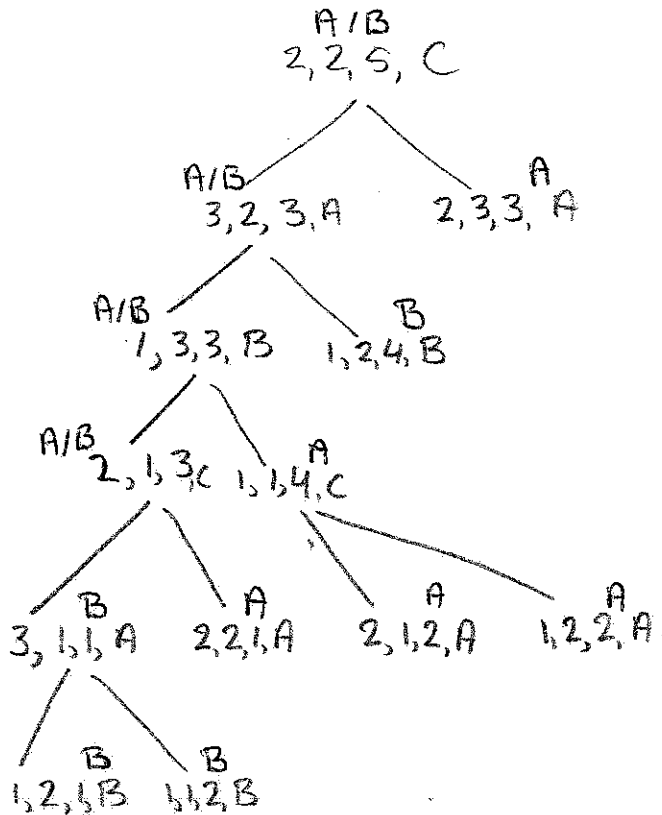 A/B
2, 2, 5, C
A/B
3, 2, 3, A
A
2, 3, 3, A
A/B
1, 3, 3, B
B
1, 2, 4, B
A/B
2, 1, 3, C
A
1, 1, 4, C
B
3, 1, 1, A
A
2, 2, 1, A
A
2, 1, 2, A
A
1, 2, 2, A
B
1, 2, 1, B
B
1, 1, 2, B